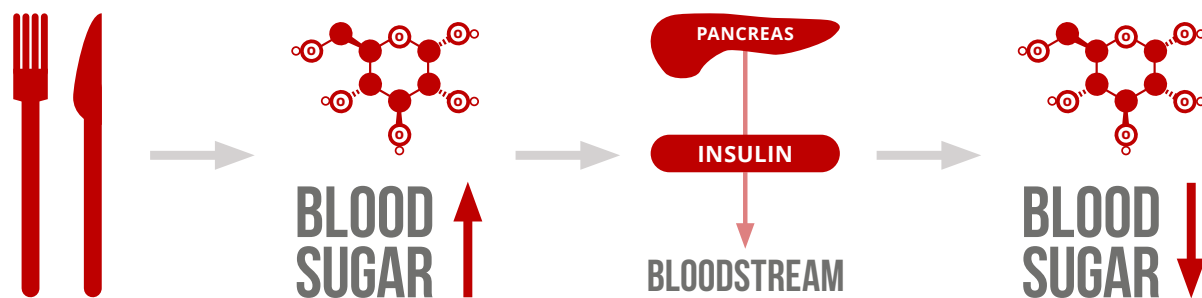 BLOOD
SUGAR
PANCREAS
INSULIN
BLOODSTREAM
BLOOD
SUGAR